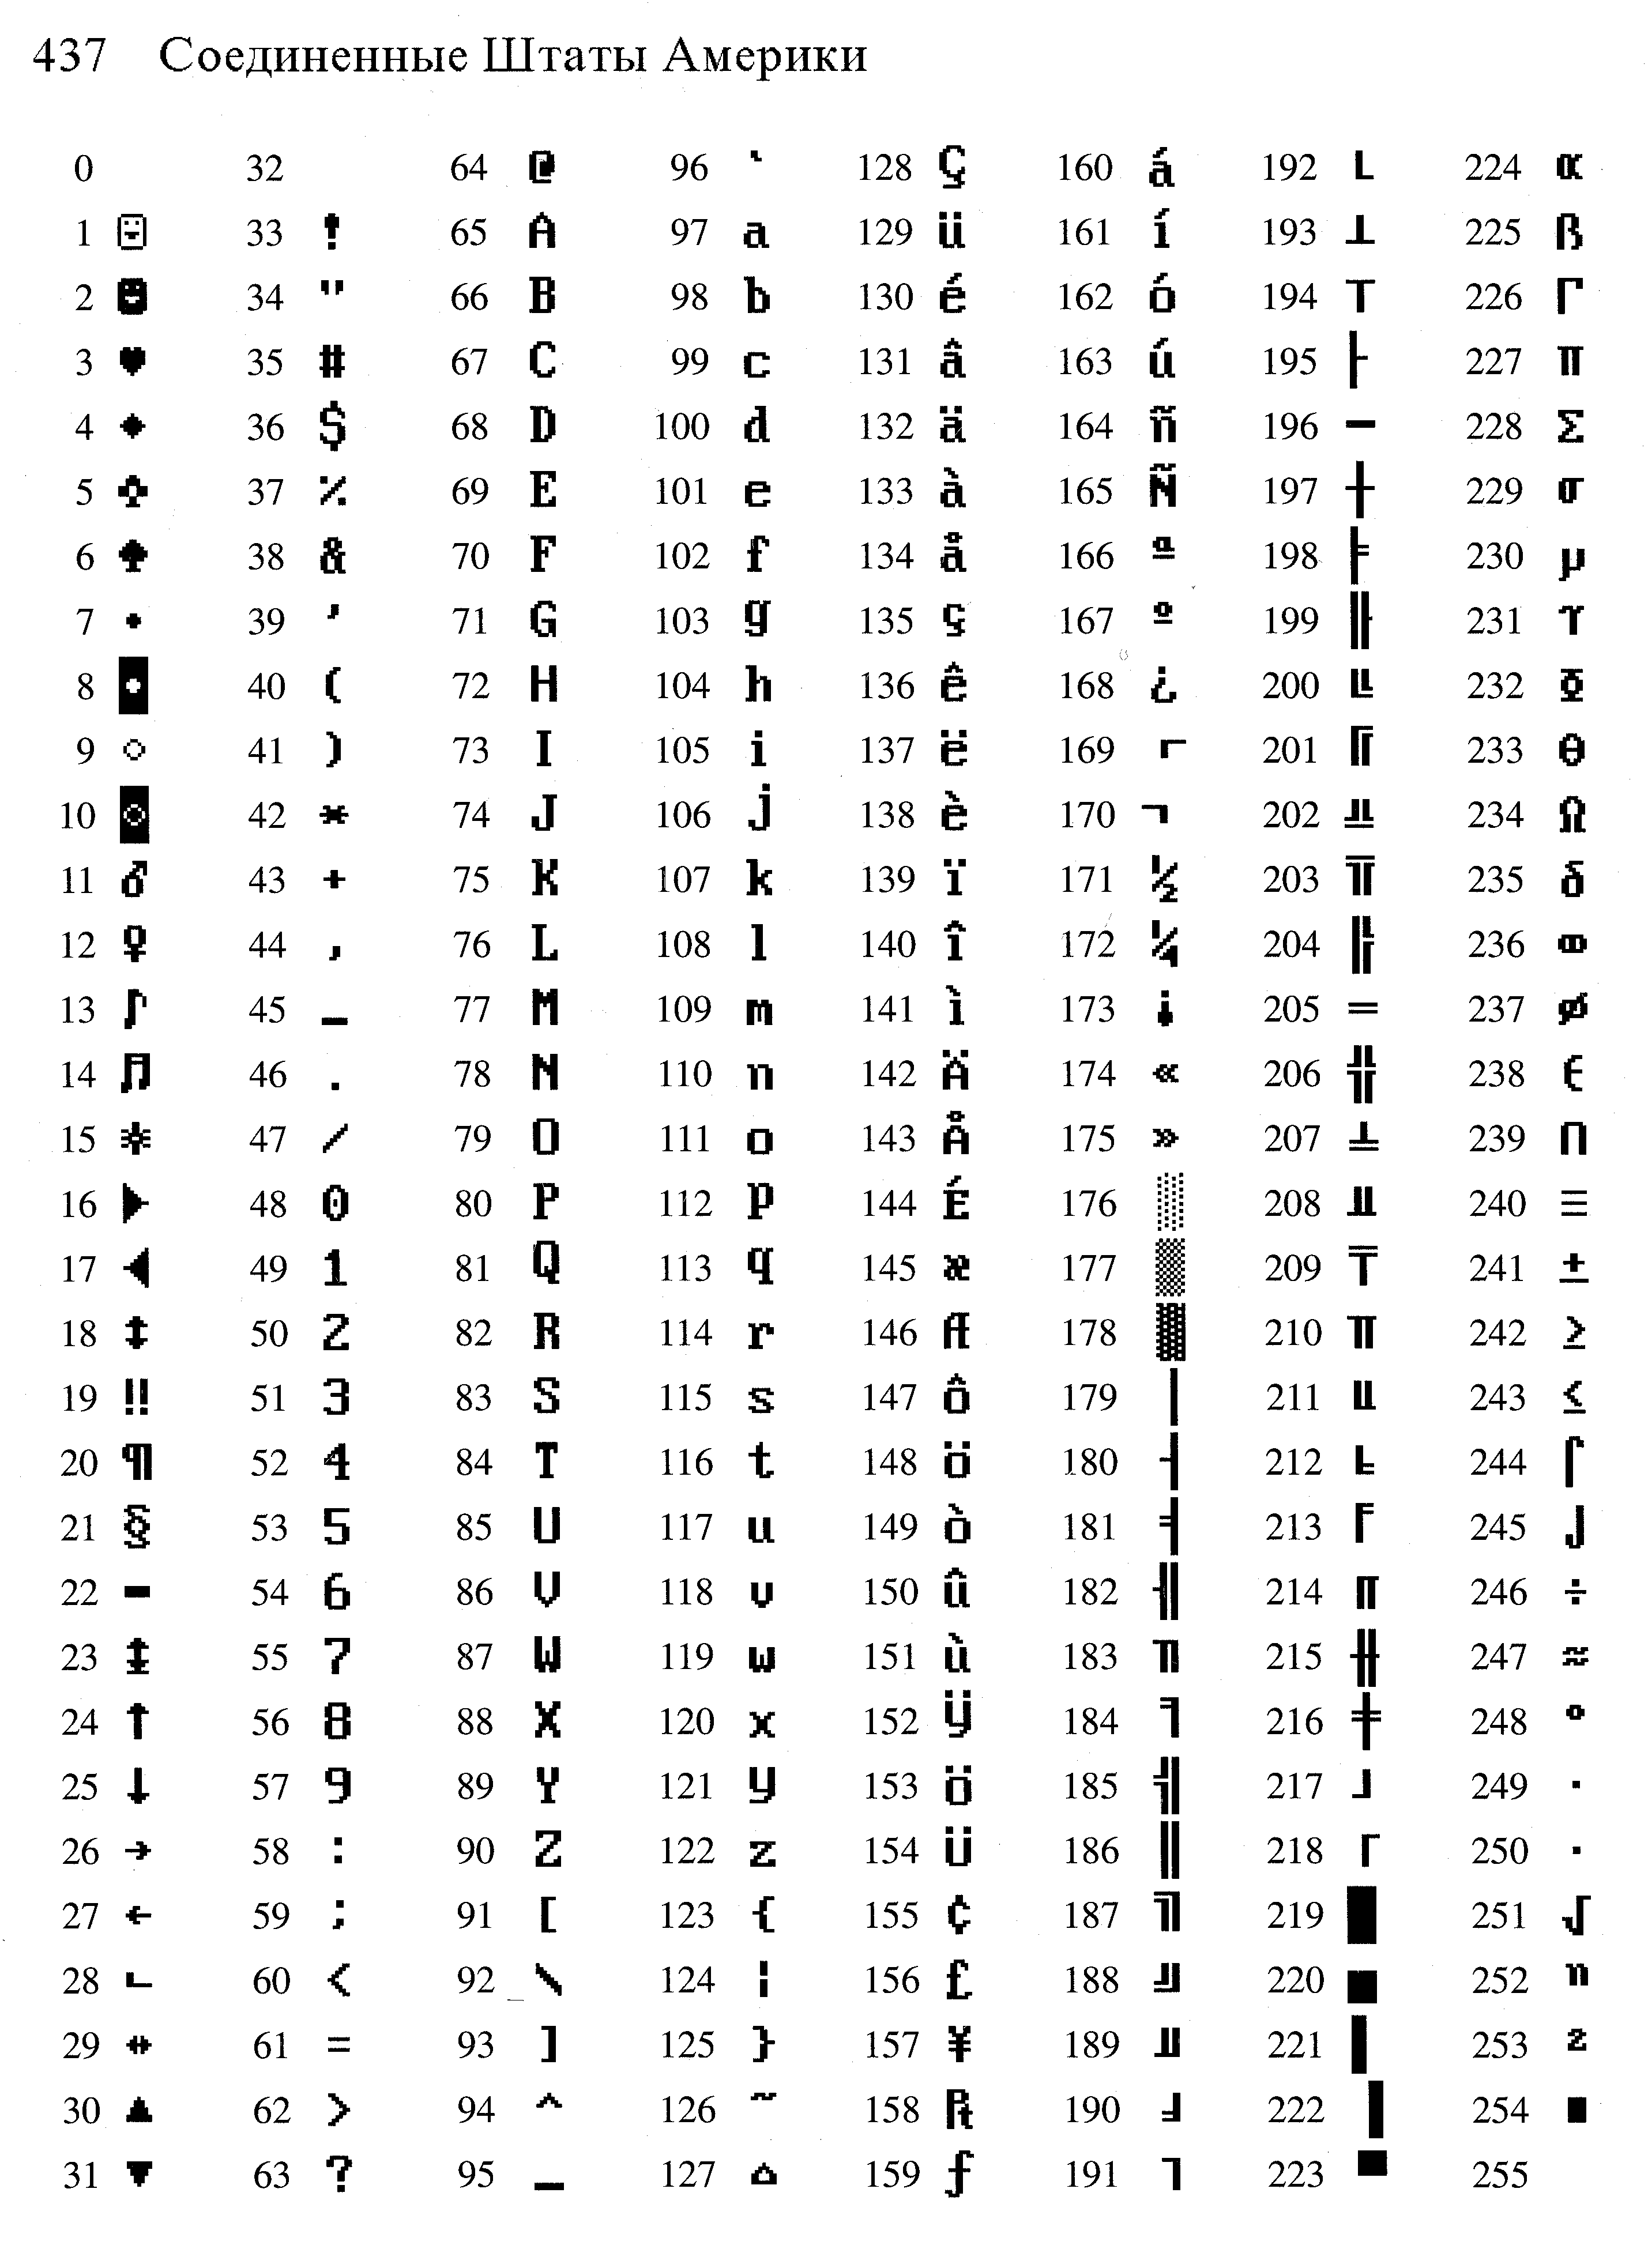 437 Соединенные Штаты Америки
0 32 64 @ 96 ` 128 Ç 160 á 192 └ 224 α
1 ☺ 33 ! 65 A 97 a 129 ü 161 í 193 ┴ 225 ß
2 ☻ 34 " 66 B 98 b 130 é 162 ó 194 ┬ 226 Γ
3 ♥ 35 # 67 C 99 c 131 â 163 ú 195 ├ 227 π
4 ♦ 36 $ 68 D 100 d 132 ä 164 ñ 196 ─ 228 Σ
5 ♣ 37 % 69 E 101 e 133 à 165 Ñ 197 ┼ 229 σ
6 ♠ 38 & 70 F 102 f 134 å 166 ª 198 ╞ 230 µ
7 • 39 ' 71 G 103 g 135 ç 167 º 199 ╟ 231 τ
8 ◘ 40 ( 72 H 104 h 136 ê 168 ¿ 200 ╚ 232 Φ
9 ○ 41 ) 73 I 105 i 137 ë 169 ⌐ 201 ╔ 233 Θ
10 ◙ 42 * 74 J 106 j 138 è 170 ¬ 202 ╩ 234 Ω
11 ♂ 43 + 75 K 107 k 139 ï 171 ½ 203 ╦ 235 δ
12 ♀ 44 , 76 L 108 l 140 î 172 ¼ 204 ╠ 236 ∞
13 ♪ 45 - 77 M 109 m 141 ì 173 ¡ 205 ═ 237 φ
14 ♫ 46 . 78 N 110 n 142 Ä 174 « 206 ╬ 238 ε
15 ☼ 47 / 79 O 111 o 143 Å 175 » 207 ╧ 239 ∩
16 ► 48 0 80 P 112 p 144 É 176 ░ 208 ╨ 240 ≡
17 ◄ 49 1 81 Q 113 q 145 æ 177 ▒ 209 ╤ 241 ±
18 ↕ 50 2 82 R 114 r 146 Æ 178 ▓ 210 ╥ 242 ≥
19 ‼ 51 3 83 S 115 s 147 ô 179 │ 211 ╙ 243 ≤
20 ¶ 52 4 84 T 116 t 148 ö 180 ┤ 212 ╘ 244 ⌠
21 § 53 5 85 U 117 u 149 ò 181 ╡ 213 ╒ 245 ⌡
22 ▬ 54 6 86 V 118 v 150 û 182 ╢ 214 ╓ 246 ÷
23 ↨ 55 7 87 W 119 w 151 ù 183 ╖ 215 ╫ 247 ≈
24 ↑ 56 8 88 X 120 x 152 ÿ 184 ╕ 216 ╪ 248 °
25 ↓ 57 9 89 Y 121 y 153 Ö 185 ╣ 217 ┘ 249 ∙
26 → 58 : 90 Z 122 z 154 Ü 186 ║ 218 ┌ 250 ·
27 ← 59 ; 91 [ 123 { 155 ¢ 187 ╗ 219 █ 251 √
28 ∟ 60 < 92 \ 124 ¦ 156 £ 188 ╝ 220 ▄ 252 ⁿ
29 ↔ 61 = 93 ] 125 } 157 ¥ 189 ╜ 221 ▌ 253 ²
30 ▲ 62 > 94 ^ 126 ~ 158 ₧ 190 ╛ 222 ▐ 254 ■
31 ▼ 63 ? 95 _ 127 ⌂ 159 ƒ 191 ┐ 223 ▀ 255